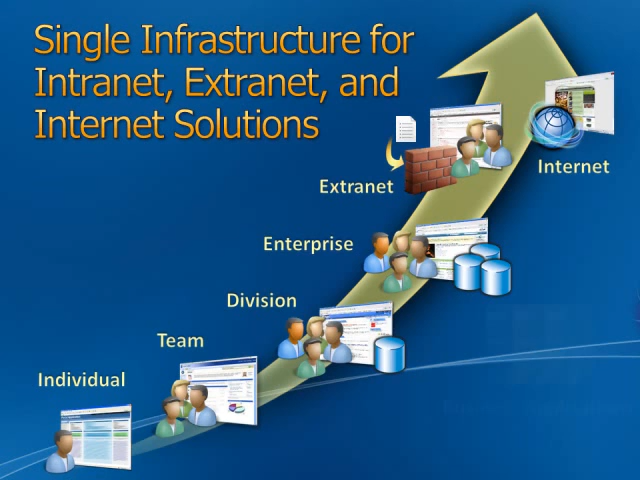 Single Infrastructure for
Intranet, Extranet, and
Internet Solutions
Internet
Extranet
Enterprise
Division
Team
Individual